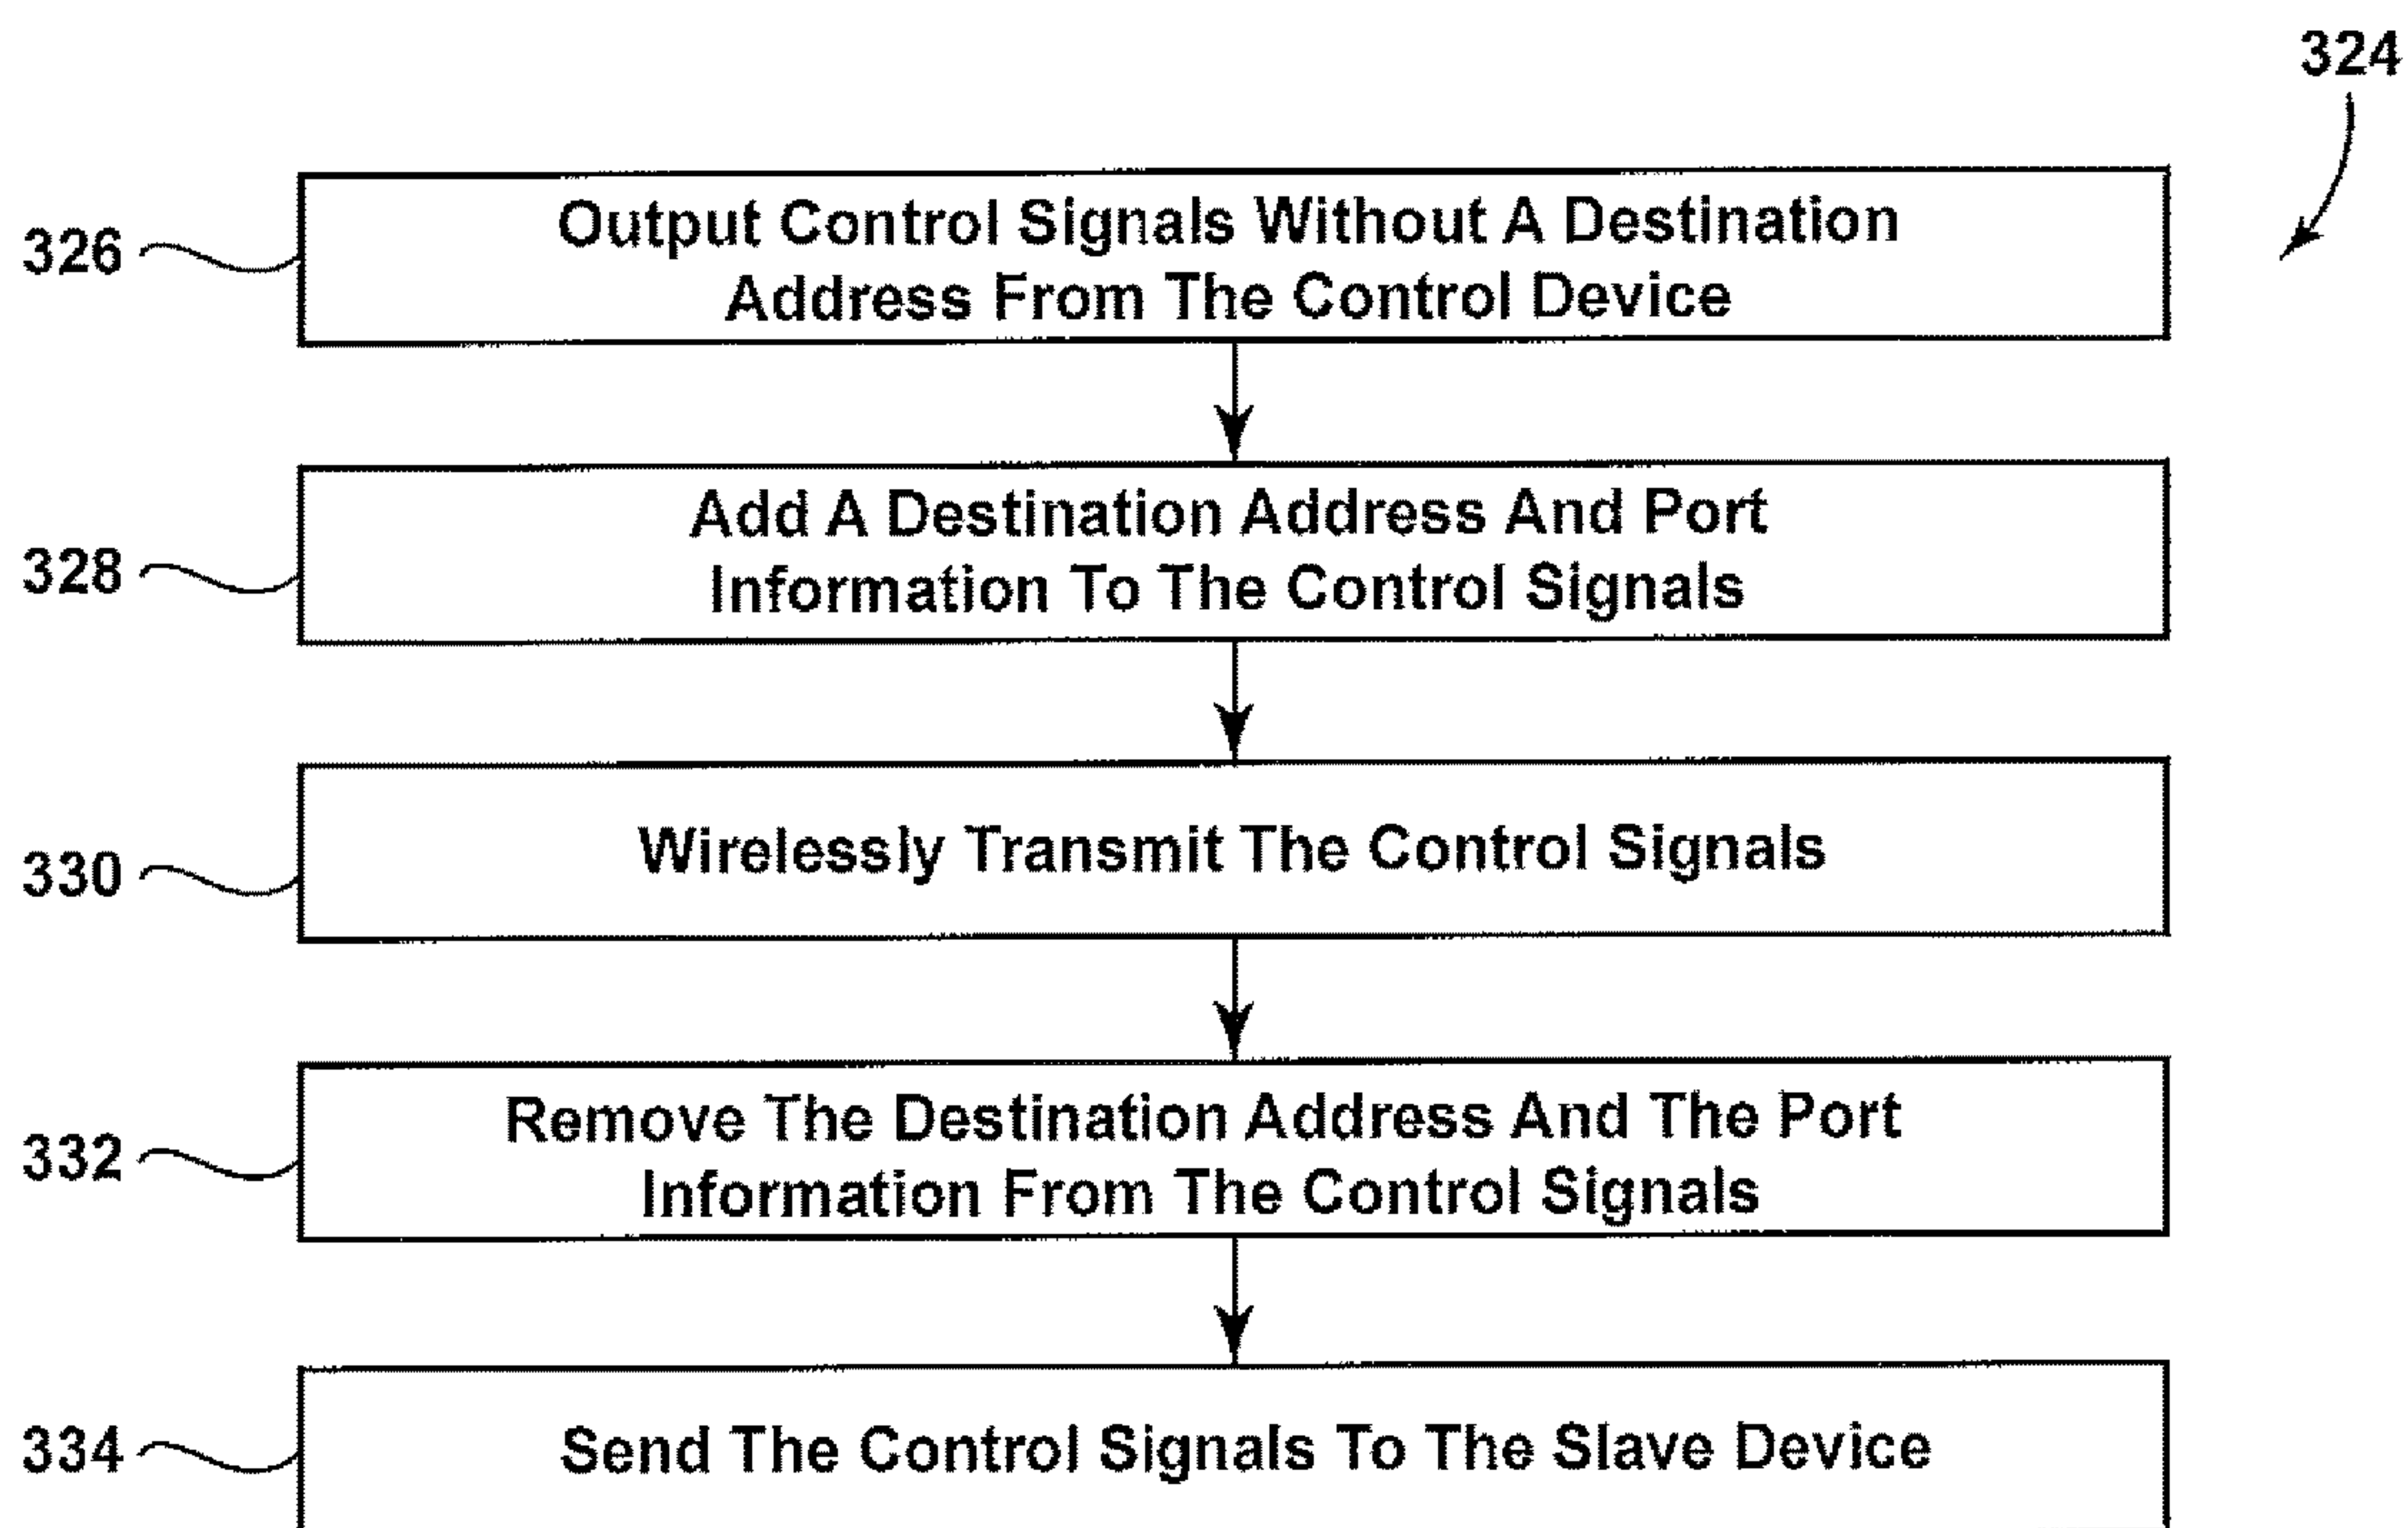 324
326
Output Control Signals Without A Destination
Address From The Control Device
328
Add A Destination Address And Port
Information To The Control Signals
330
Wirelessly Transmit The Control Signals
332
Remove The Destination Address And The Port
Information From The Control Signals
334
Send The Control Signals To The Slave Device